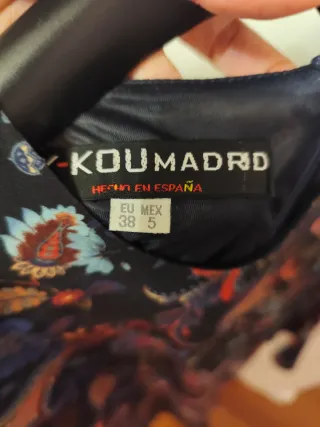 KOUMADRID
HECHO EN ESPAÑA
EU MEX
38 5